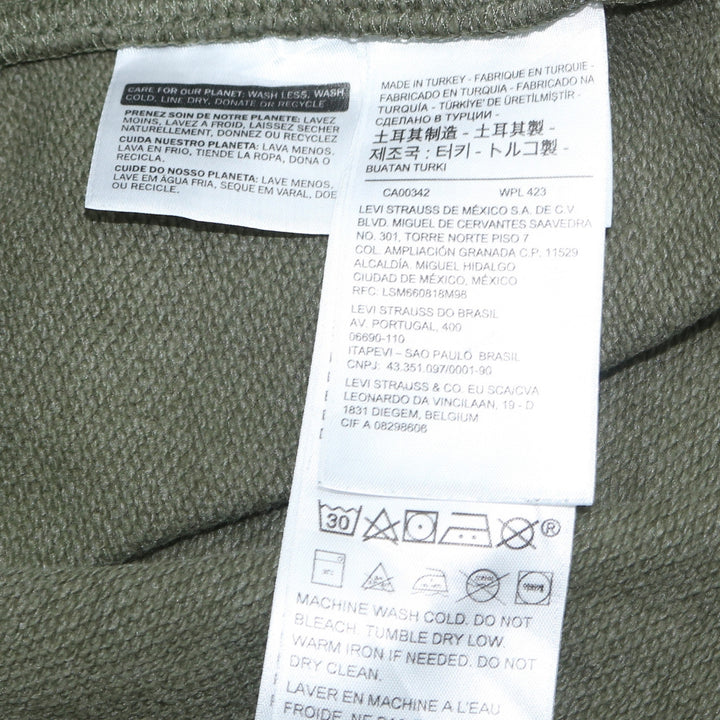 CARE FOR OUR PLANET: WASH LESS, WASH
COLD, LINE DRY, DONATE OR RECYCLE
PRENEZ SOIN DE NOTRE PLANETE: LAVEZ
MOINS, LAVEZ A FROID, LAISSEZ SECHER
NATURELLEMENT, DONNEZ OU RECYCLEZ
CUIDA NUESTRO PLANETA: LAVA MENOS,
LAVA EN FRIO, TIENDE LA ROPA, DONA O
RECICLA.
CUIDE DO NOSSO PLANETA: LAVE MENOS,
LAVE EM ÁGUA FRIA, SEQUE EM VARAL, DOE
OU RECICLE.
MADE IN TURKEY - FABRIQUE EN TURQUIE -
FABRICADO EN TURQUIA - FABRICADO NA
TURQUIA - TÜRKİYE' DE ÜRETİLMİŞTİR -
СДЕЛАНО В ТУРЦИИ -
土耳其制造 - 土耳其製 -
제조국 : 터키 - トルコ製 -
BUATAN TURKI
CA00342 WPL 423
LEVI STRAUSS DE MÉXICO S.A. DE C.V.
BLVD. MIGUEL DE CERVANTES SAAVEDRA
NO. 301, TORRE NORTE PISO 7
COL. AMPLIACIÓN GRANADA C.P. 11529
ALCALDÍA. MIGUEL HIDALGO
CIUDAD DE MÉXICO, MÉXICO
RFC: LSM660818M98
LEVI STRAUSS DO BRASIL
AV. PORTUGAL, 400
06690-110
ITAPEVI – SAO PAULO BRASIL
CNPJ: 43.351.097/0001-90
LEVI STRAUSS & CO. EU SCA/CVA
LEONARDO DA VINCILAAN, 19 - D
1831 DIEGEM, BELGIUM
CIF A 08298606
30 ®
MACHINE WASH COLD. DO NOT
BLEACH. TUMBLE DRY LOW.
WARM IRON IF NEEDED. DO NOT
DRY CLEAN.
LAVER EN MACHINE A L'EAU
FROIDE. NE